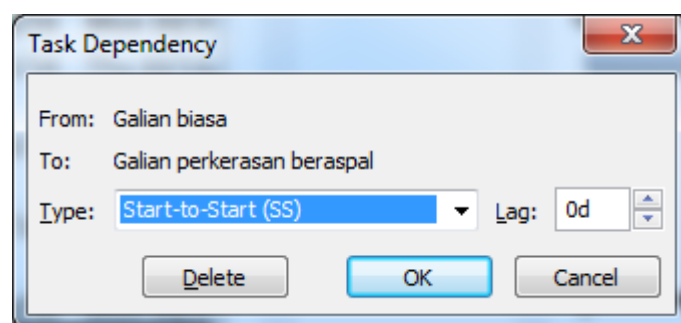 Task Dependency
From: Galian biasa
To: Galian perkerasan beraspal
Type: Start-to-Start (SS) Lag: 0d
Delete OK Cancel